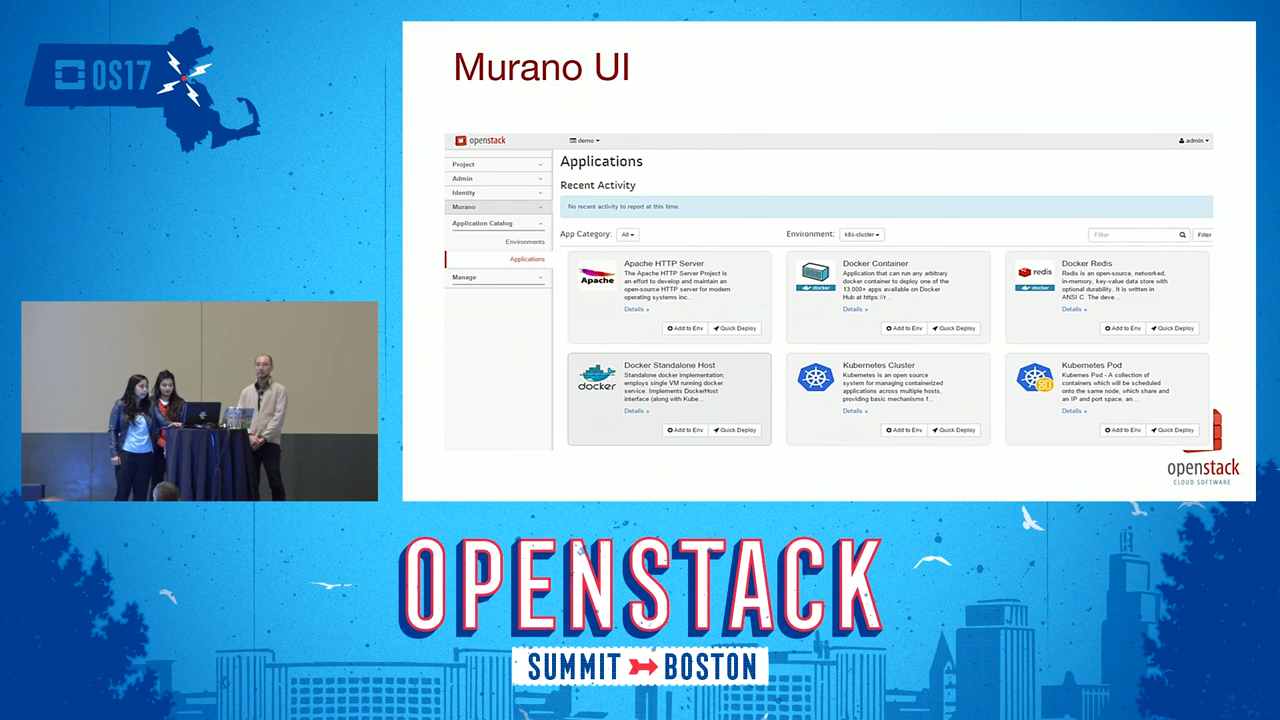 OS17
Murano UI
openstack
demo
admin
Project
Admin
Identity
Murano
Application Catalog
Environments
Applications
Manage
Applications
Recent Activity
No recent activity to report at this time.
App Category: All
Environment: k8s-cluster
Filter
Filter
Apache
Apache HTTP Server
The Apache HTTP Server Project is
an effort to develop and maintain an
open-source HTTP server for modern
operating systems inc...
Details »
Add to Env
Quick Deploy
docker
Docker Container
Application that can run any arbitrary
docker container to deploy one of the
13,000+ apps available on Docker
Hub at https://r...
Details »
Add to Env
Quick Deploy
redis
docker
Docker Redis
Redis is an open-source, networked,
in-memory, key-value data store with
optional durability. It is written in
ANSI C. The deve...
Details »
Add to Env
Quick Deploy
docker
Docker Standalone Host
Standalone docker implementation,
employs single VM running docker
service. Implements DockerHost
interface (along with Kube...
Details »
Add to Env
Quick Deploy
Kubernetes Cluster
Kubernetes is an open source
system for managing containerized
applications across multiple hosts,
providing basic mechanisms f...
Details »
Add to Env
Quick Deploy
Kubernetes Pod
Kubernes Pod - A collection of
containers which will be scheduled
onto the same node, which share and
an IP and port space, an...
Details »
Add to Env
Quick Deploy
openstack
CLOUD SOFTWARE
OPENSTACK
SUMMIT BOSTON